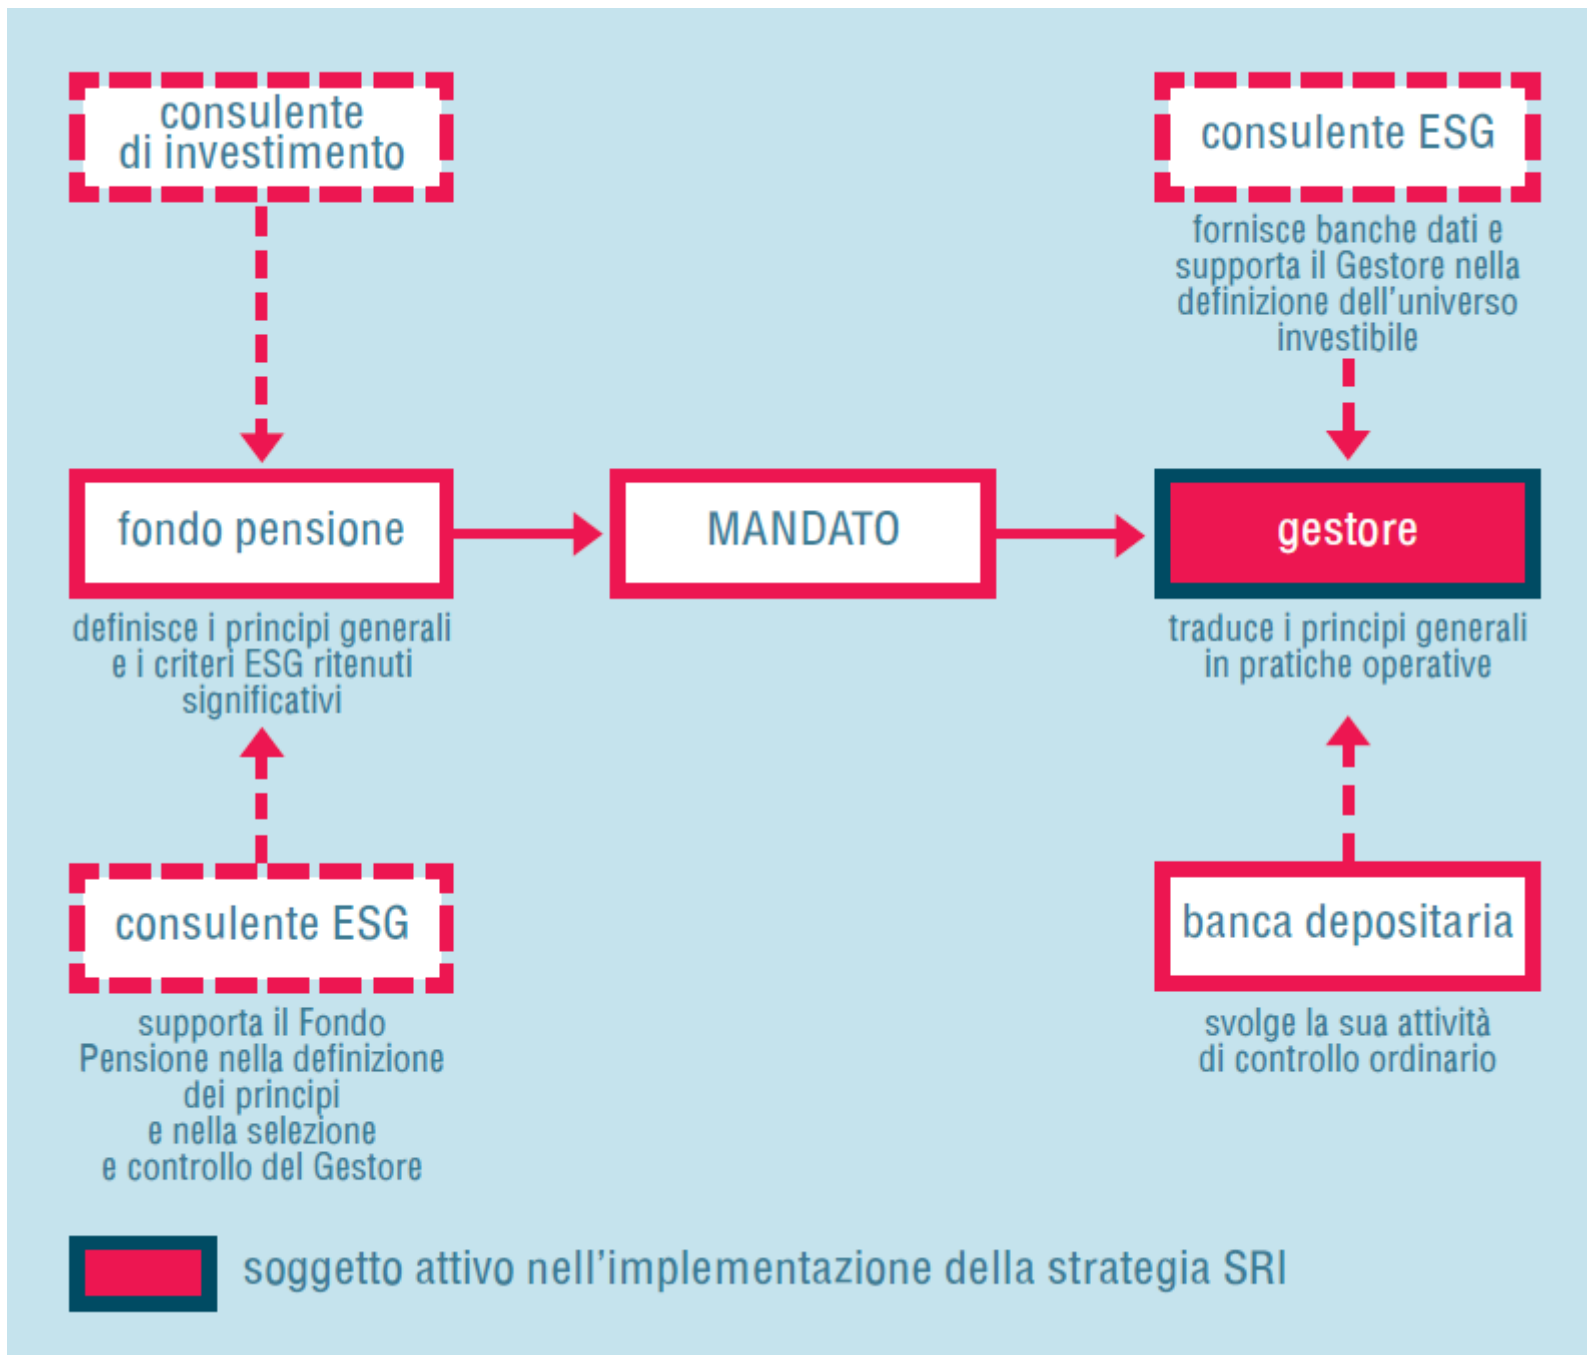 consulente
di investimento
consulente ESG
fornisce banche dati e
supporta il Gestore nella
definizione dell'universo
investibile
fondo pensione
MANDATO
gestore
definisce i principi generali
e i criteri ESG ritenuti
significativi
traduce i principi generali
in pratiche operative
consulente ESG
banca depositaria
supporta il Fondo
Pensione nella definizione
dei principi
e nella selezione
e controllo del Gestore
svolge la sua attività
di controllo ordinario
soggetto attivo nell'implementazione della strategia SRI